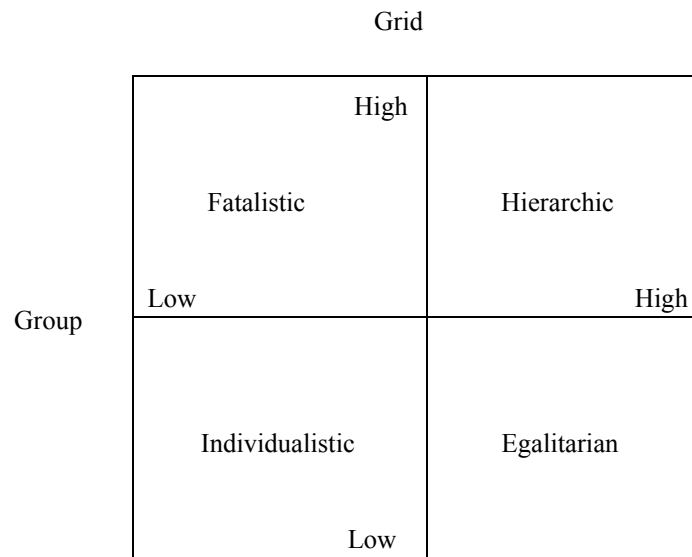 Grid
High
Fatalistic Hierarchic
Low High
Group
Individualistic Egalitarian
Low